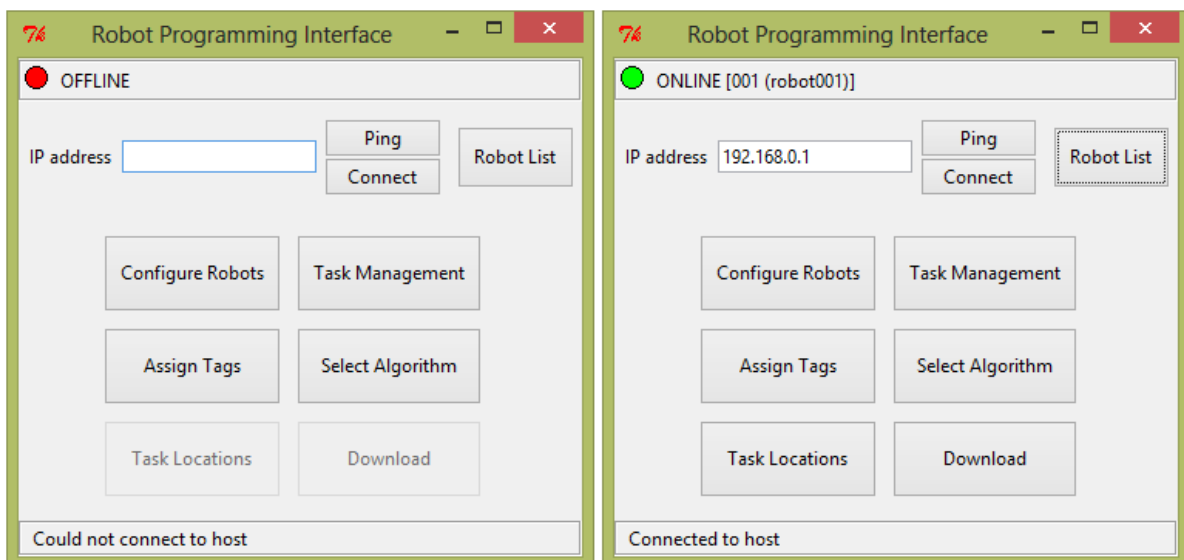 Robot Programming Interface
OFFLINE
IP address
Ping
Connect
Robot List
Configure Robots
Task Management
Assign Tags
Select Algorithm
Task Locations
Download
Could not connect to host
Robot Programming Interface
ONLINE [001 (robot001)]
IP address
192.168.0.1
Ping
Connect
Robot List
Configure Robots
Task Management
Assign Tags
Select Algorithm
Task Locations
Download
Connected to host